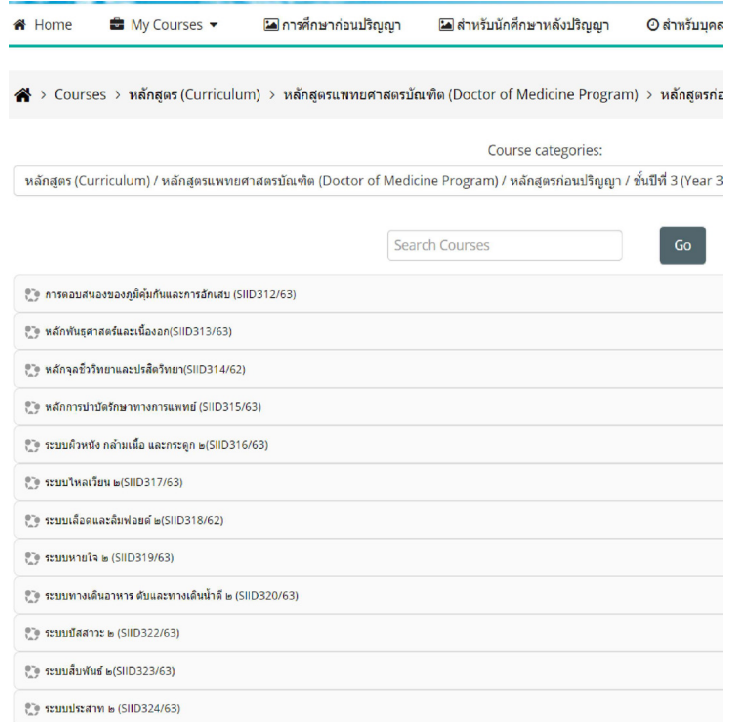 Home My Courses การศึกษาก่อนปริญญา สำหรับนักศึกษาหลังปริญญา สำหรับบุคส
> Courses > หลักสูตร (Curriculum) > หลักสูตรแพทยศาสตรบัณฑิต (Doctor of Medicine Program) > หลักสูตรก่อ
Course categories:
หลักสูตร (Curriculum) / หลักสูตรแพทยศาสตรบัณฑิต (Doctor of Medicine Program) / หลักสูตรก่อนปริญญา / ชั้นปีที่ 3 (Year 3
Search Courses Go
การตอบสนองของภูมิคุ้มกันและการอักเสบ (SIID312/63)
หลักพันธุศาสตร์และเนื้องอก(SIID313/63)
หลักจุลชีววิทยาและปรสิตวิทยา(SIID314/62)
หลักการบำบัดรักษาทางการแพทย์ (SIID315/63)
ระบบผิวหนัง กล้ามเนื้อ และกระดูก ๒(SIID316/63)
ระบบไหลเวียน ๒(SIID317/63)
ระบบเลือดและลิมฟอยด์ ๒(SIID318/62)
ระบบหายใจ ๒ (SIID319/63)
ระบบทางเดินอาหาร ตับและทางเดินน้ำดี ๒ (SIID320/63)
ระบบปัสสาวะ ๒ (SIID322/63)
ระบบสืบพันธุ์ ๒(SIID323/63)
ระบบประสาท ๒ (SIID324/63)